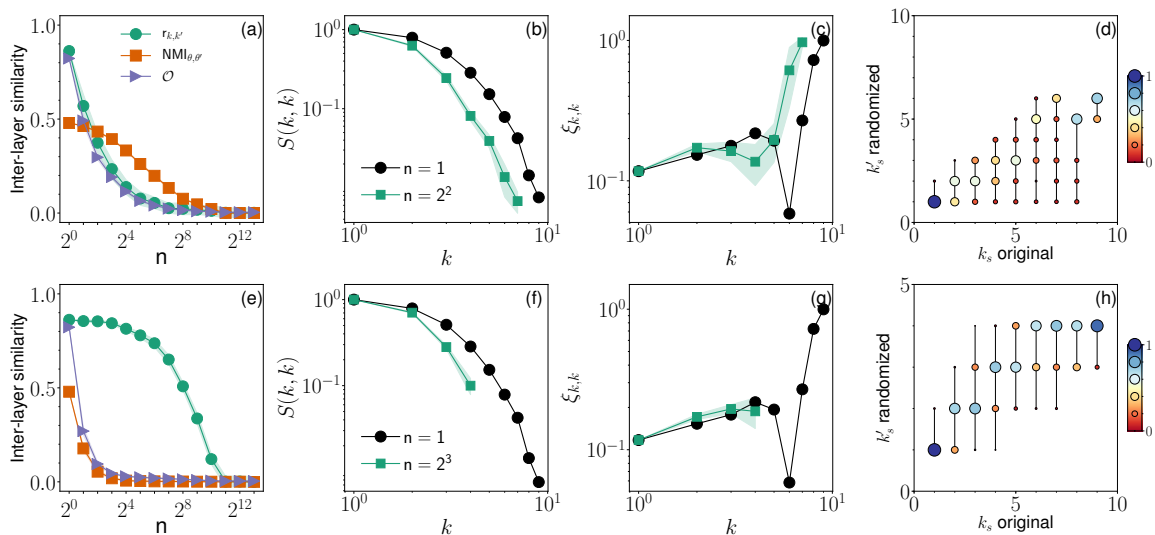 (a)
Inter-layer similarity
1.0
0.5
0.0
2^0 2^4 2^8 2^12
n
r_{k,k'}
NMI_{θ,θ'}
𝒪
(b)
S(k, k)
10^0
10^{-1}
10^0 10^1
k
n = 1
n = 2^2
(c)
ξ_{k,k}
10^0
10^{-1}
10^0 10^1
k
(d)
k'_s randomized
10
5
0
0 5 10
k_s original
1
(e)
Inter-layer similarity
1.0
0.5
0.0
2^0 2^4 2^8 2^12
n
(f)
S(k, k)
10^0
10^{-1}
10^0 10^1
k
n = 1
n = 2^3
(g)
ξ_{k,k}
10^0
10^{-1}
10^0 10^1
k
(h)
k'_s randomized
5
0
0 5 10
k_s original
1